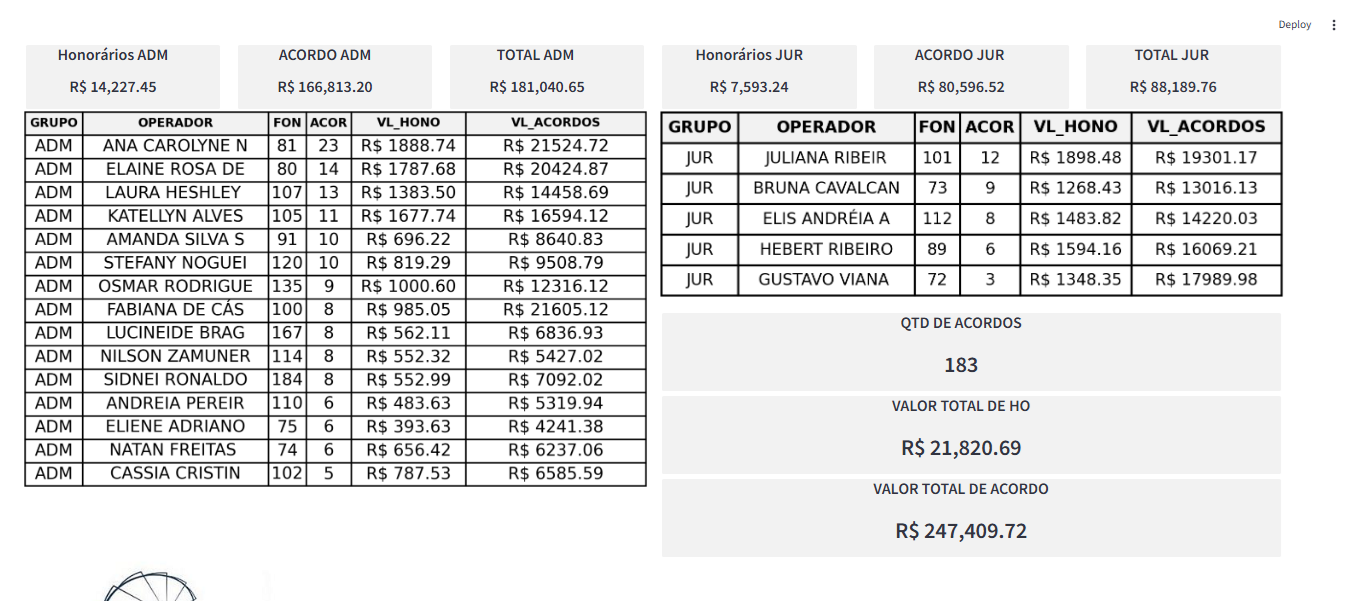 Deploy
Honorários ADM
R$ 14,227.45
ACORDO ADM
R$ 166,813.20
TOTAL ADM
R$ 181,040.65
Honorários JUR
R$ 7,593.24
ACORDO JUR
R$ 80,596.52
TOTAL JUR
R$ 88,189.76
GRUPO OPERADOR FON ACOR VL_HONO VL_ACORDOS
ADM ANA CAROLYNE N 81 23 R$ 1888.74 R$ 21524.72
ADM ELAINE ROSA DE 80 14 R$ 1787.68 R$ 20424.87
ADM LAURA HESHLEY 107 13 R$ 1383.50 R$ 14458.69
ADM KATELLYN ALVES 105 11 R$ 1677.74 R$ 16594.12
ADM AMANDA SILVA S 91 10 R$ 696.22 R$ 8640.83
ADM STEFANY NOGUEI 120 10 R$ 819.29 R$ 9508.79
ADM OSMAR RODRIGUE 135 9 R$ 1000.60 R$ 12316.12
ADM FABIANA DE CÁS 100 8 R$ 985.05 R$ 21605.12
ADM LUCINEIDE BRAG 167 8 R$ 562.11 R$ 6836.93
ADM NILSON ZAMUNER 114 8 R$ 552.32 R$ 5427.02
ADM SIDNEI RONALDO 184 8 R$ 552.99 R$ 7092.02
ADM ANDREIA PEREIR 110 6 R$ 483.63 R$ 5319.94
ADM ELIENE ADRIANO 75 6 R$ 393.63 R$ 4241.38
ADM NATAN FREITAS 74 6 R$ 656.42 R$ 6237.06
ADM CASSIA CRISTIN 102 5 R$ 787.53 R$ 6585.59
GRUPO OPERADOR FON ACOR VL_HONO VL_ACORDOS
JUR JULIANA RIBEIR 101 12 R$ 1898.48 R$ 19301.17
JUR BRUNA CAVALCAN 73 9 R$ 1268.43 R$ 13016.13
JUR ELIS ANDRÉIA A 112 8 R$ 1483.82 R$ 14220.03
JUR HEBERT RIBEIRO 89 6 R$ 1594.16 R$ 16069.21
JUR GUSTAVO VIANA 72 3 R$ 1348.35 R$ 17989.98
QTD DE ACORDOS
183
VALOR TOTAL DE HO
R$ 21,820.69
VALOR TOTAL DE ACORDO
R$ 247,409.72